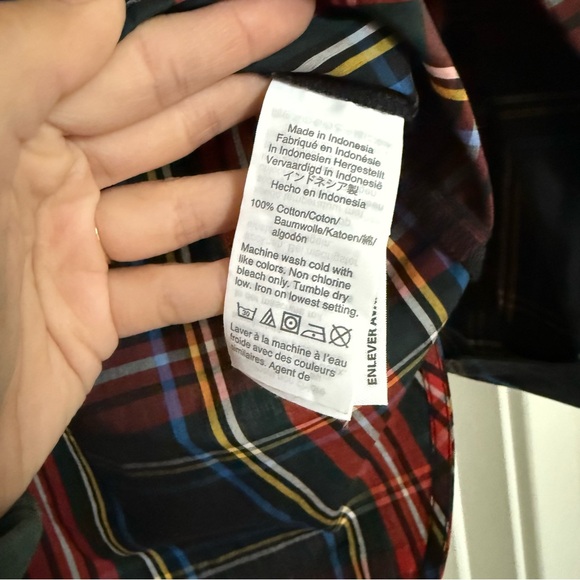 Made in Indonesia
Fabriqué en Indonésie
In Indonesien Hergestellt
Vervaardigd in Indonesië
インドネシア製
Hecho en Indonesia
100% Cotton/Coton/
Baumwolle/Katoen/綿/
algodón
Machine wash cold with
like colors. Non chlorine
bleach only. Tumble dry
low. Iron on lowest setting.
30
Laver à la machine à l'eau
froide avec des couleurs
similaires. Agent de
ENLEVER